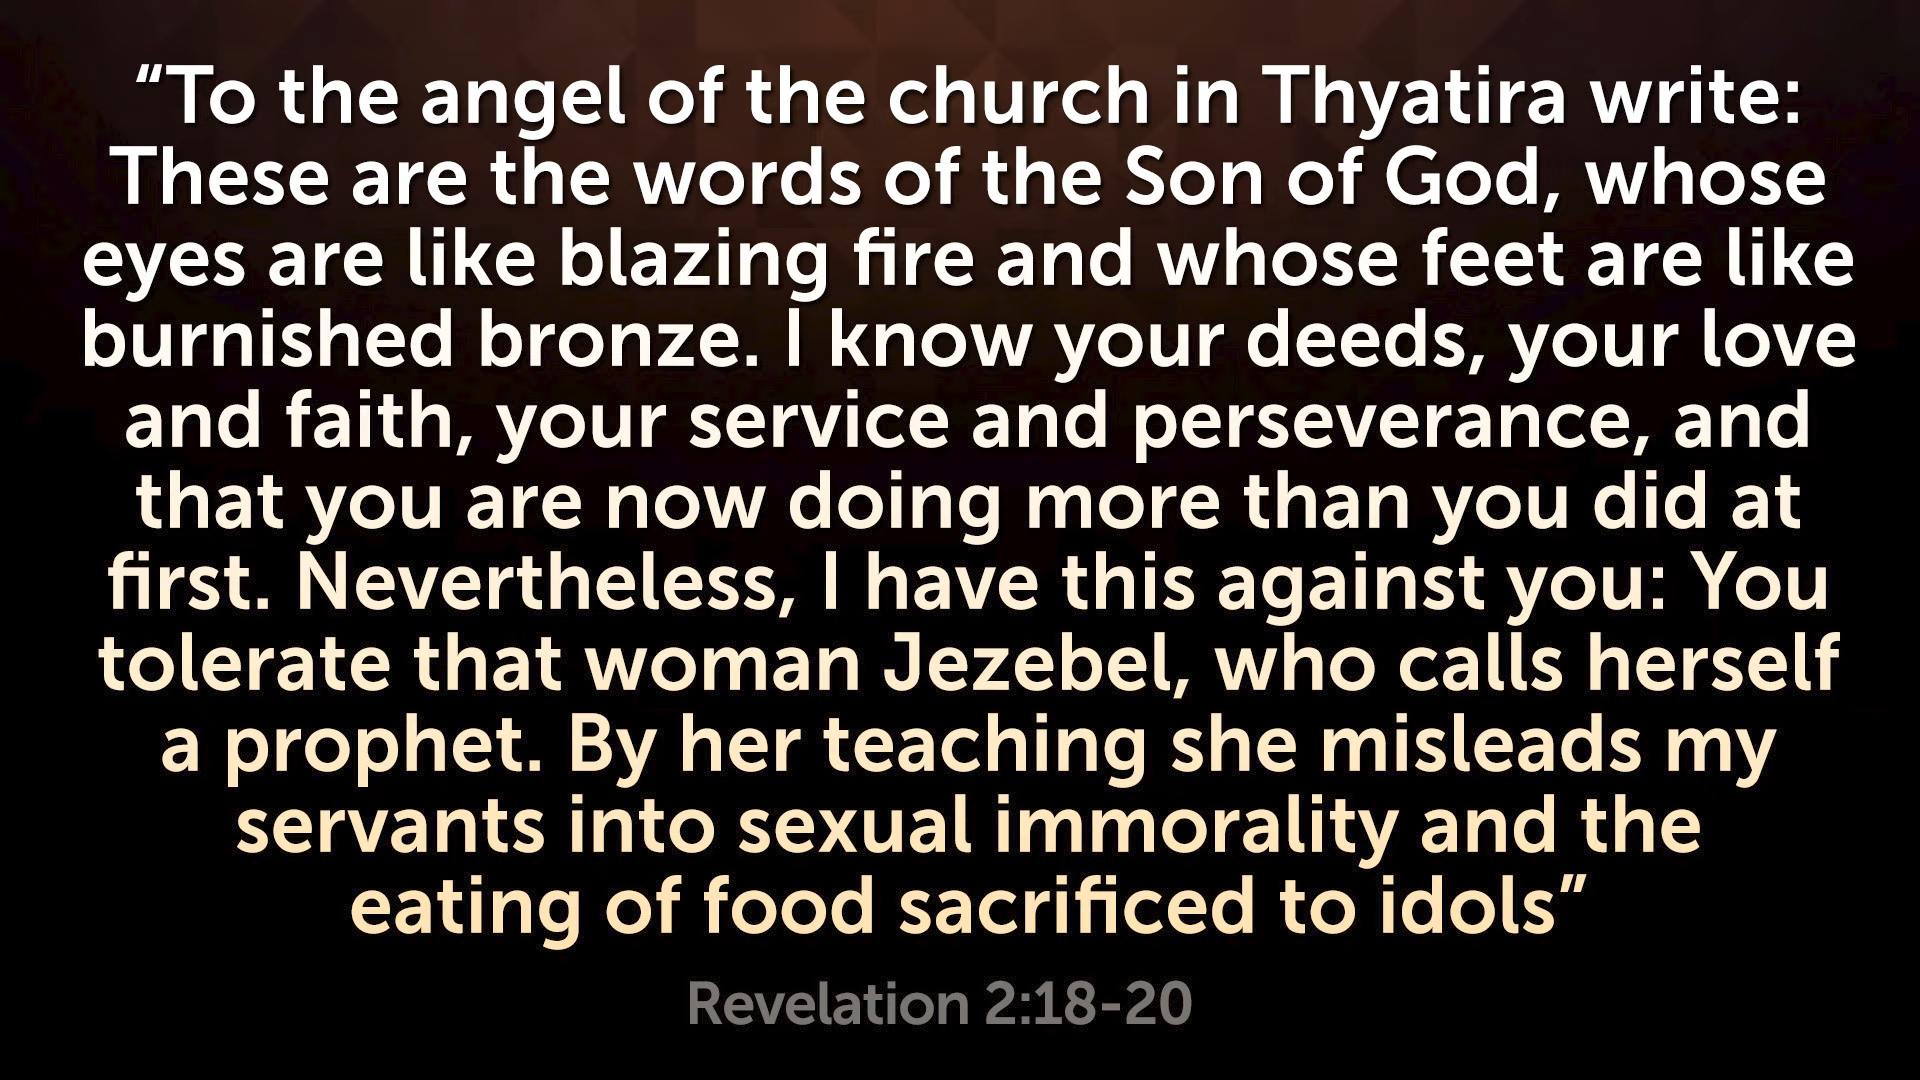 “To the angel of the church in Thyatira write:
These are the words of the Son of God, whose
eyes are like blazing fire and whose feet are like
burnished bronze. I know your deeds, your love
and faith, your service and perseverance, and
that you are now doing more than you did at
first. Nevertheless, I have this against you: You
tolerate that woman Jezebel, who calls herself
a prophet. By her teaching she misleads my
servants into sexual immorality and the
eating of food sacrificed to idols”
Revelation 2:18-20